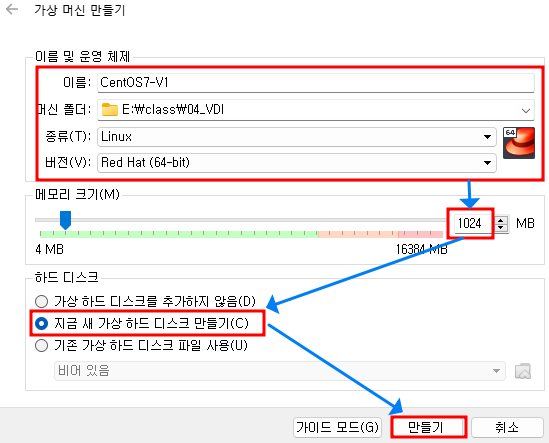 가상 머신 만들기
이름 및 운영 체제
이름: CentOS7-V1
머신 폴더: E:\class\04_VDI
종류(T): Linux
64
버전(V): Red Hat (64-bit)
메모리 크기(M)
1024 MB
4 MB 16384 MB
하드 디스크
가상 하드 디스크를 추가하지 않음(D)
지금 새 가상 하드 디스크 만들기(C)
기존 가상 하드 디스크 파일 사용(U)
비어 있음
가이드 모드(G) 만들기 취소